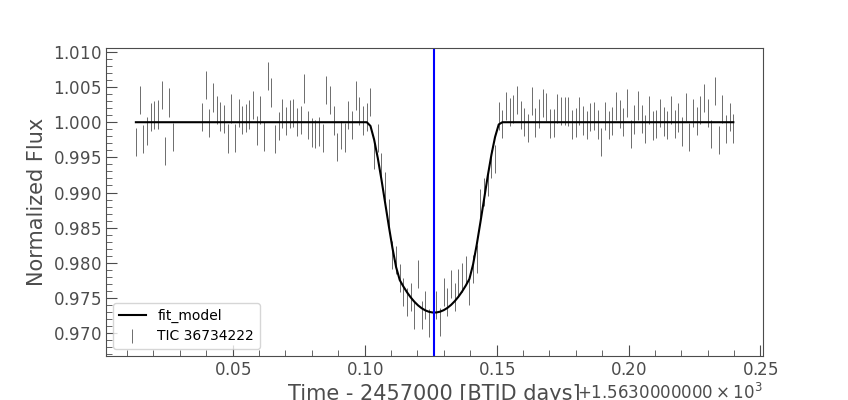 1.010
1.005
1.000
0.995
0.990
0.985
0.980
0.975
0.970
Normalized Flux
fit_model
TIC 36734222
0.05 0.10 0.15 0.20 0.25
Time - 2457000 [BTJD days]
+1.5630000000 × 10³